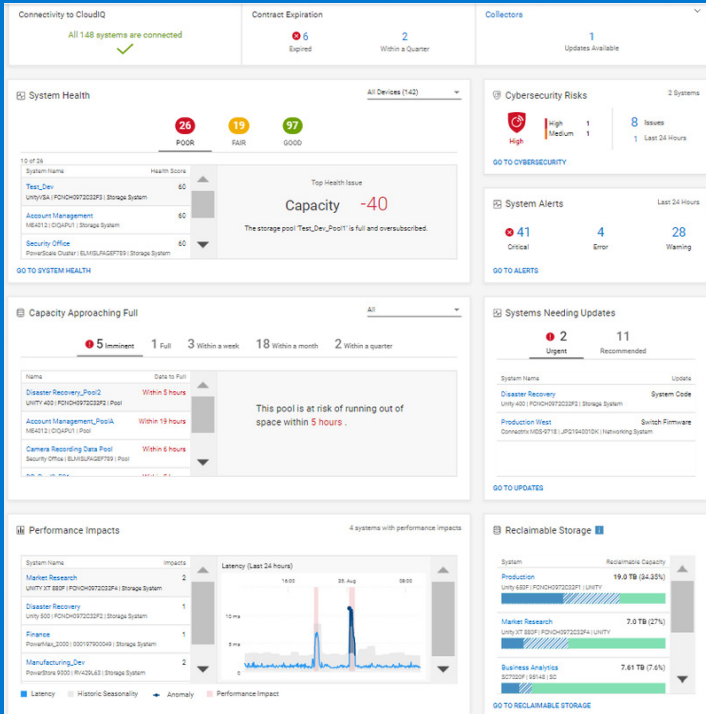 Connectivity to CloudIQ
All 148 systems are connected
Contract Expiration
6
Expired
2
Within a Quarter
Collectors
1
Updates Available
System Health
All Devices (142)
26
POOR
19
FAIR
97
GOOD
10 of 26
System Name Health Score
Test_Dev 60
UnityVSA | FCNCH0972C32F3 | Storage System
Account Management 60
ME4012 | CIQAPU1 | Storage System
Security Office 60
PowerScale Cluster | ELMISLFAGEF789 | Storage System
Top Health Issue
Capacity -40
The storage pool 'Test_Dev_Pool1' is full and oversubscribed.
GO TO SYSTEM HEALTH
Cybersecurity Risks
2 Systems
High
High 1
Medium 1
8 Issues
1 Last 24 Hours
GO TO CYBERSECURITY
System Alerts
Last 24 Hours
41
Critical
4
Error
28
Warning
GO TO ALERTS
Capacity Approaching Full
All
5 Imminent
1 Full
3 Within a week
18 Within a month
2 Within a quarter
Name Date to Full
Disaster Recovery_Pool2 Within 5 hours
UNITY 400 | FCNCH0972C32F2 | Pool
Account Management_PoolA Within 19 hours
ME4012 | CIQAPU1 | Pool
Camera Recording Data Pool Within 6 hours
Security Office | ELMISLFAGEF789 | Pool
This pool is at risk of running out of
space within 5 hours .
Systems Needing Updates
2
Urgent
11
Recommended
System Name Update
Disaster Recovery System Code
Unity 400 | FCNCH0972C32F2 | Storage System
Production West Switch Firmware
Connectrix MDS-9718 | JPG194001DK | Networking System
GO TO UPDATES
Performance Impacts
4 systems with performance impacts
System Name Impacts
Market Research 2
UNITY XT 880F | FCNCH0972C32F4 | Storage System
Disaster Recovery 1
Unity 500 | FCNCH0972C32F2 | Storage System
Finance 1
PowerMax_2000 | 000197900049 | Storage System
Manufacturing_Dev 2
PowerStore 9000 | RV429L63 | Storage System
Latency (Last 24 hours)
16:00
26. Aug
08:00
10 ms
5 ms
0
Latency
Historic Seasonality
Anomaly
Performance Impact
Reclaimable Storage
System Reclaimable Capacity
Production 19.0 TB (34.35%)
Unity 650F | FCNCH0972C32F1 | UNITY
Market Research 7.0 TB (27%)
Unity XT 880F | FCNCH0972C32F4 | UNITY
Business Analytics 7.61 TB (7.6%)
SC7020F | 95148 | SC
GO TO RECLAIMABLE STORAGE